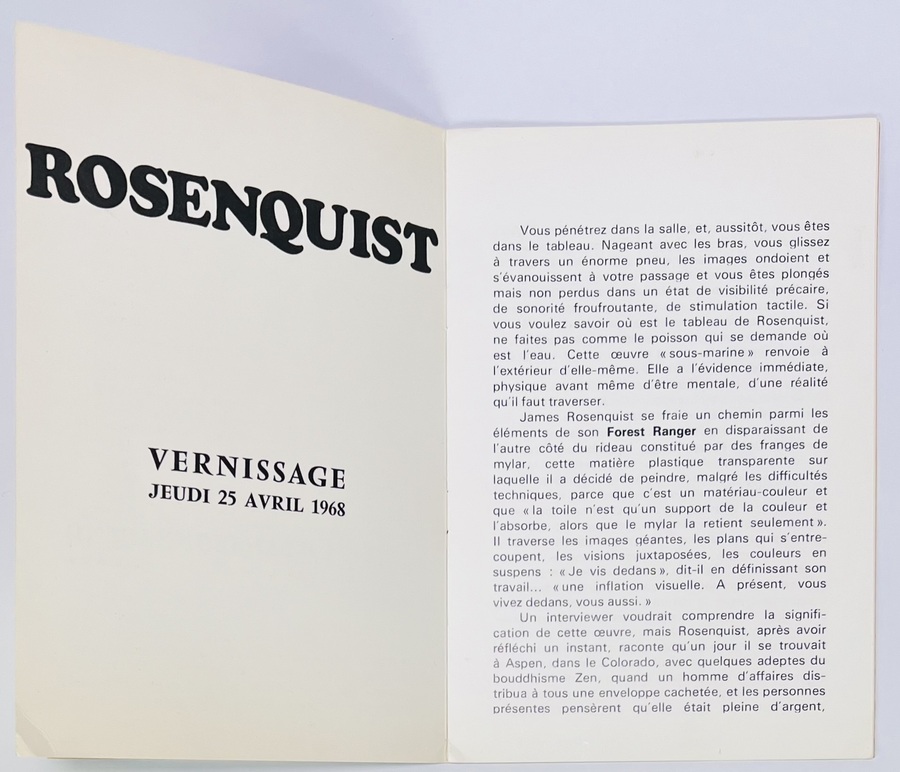 ROSENQUIST
VERNISSAGE
JEUDI 25 AVRIL 1968
Vous pénétrez dans la salle, et, aussitôt, vous êtes
dans le tableau. Nageant avec les bras, vous glissez
à travers un énorme pneu, les images ondoient et
s'évanouissent à votre passage et vous êtes plongés
mais non perdus dans un état de visibilité précaire,
de sonorité froufroutante, de stimulation tactile. Si
vous voulez savoir où est le tableau de Rosenquist,
ne faites pas comme le poisson qui se demande où
est l'eau. Cette œuvre « sous-marine » renvoie à
l'extérieur d'elle-même. Elle a l'évidence immédiate,
physique avant même d'être mentale, d'une réalité
qu'il faut traverser.
James Rosenquist se fraie un chemin parmi les
éléments de son Forest Ranger en disparaissant de
l'autre côté du rideau constitué par des franges de
mylar, cette matière plastique transparente sur
laquelle il a décidé de peindre, malgré les difficultés
techniques, parce que c'est un matériau-couleur et
que « la toile n'est qu'un support de la couleur et
l'absorbe, alors que le mylar la retient seulement ».
Il traverse les images géantes, les plans qui s'entre-
coupent, les visions juxtaposées, les couleurs en
suspens : « Je vis dedans », dit-il en définissant son
travail... « une inflation visuelle. A présent, vous
vivez dedans, vous aussi. »
Un interviewer voudrait comprendre la signifi-
cation de cette œuvre, mais Rosenquist, après avoir
réfléchi un instant, raconte qu'un jour il se trouvait
à Aspen, dans le Colorado, avec quelques adeptes du
bouddhisme Zen, quand un homme d'affaires dis-
tribua à tous une enveloppe cachetée, et les personnes
présentes pensèrent qu'elle était pleine d'argent,